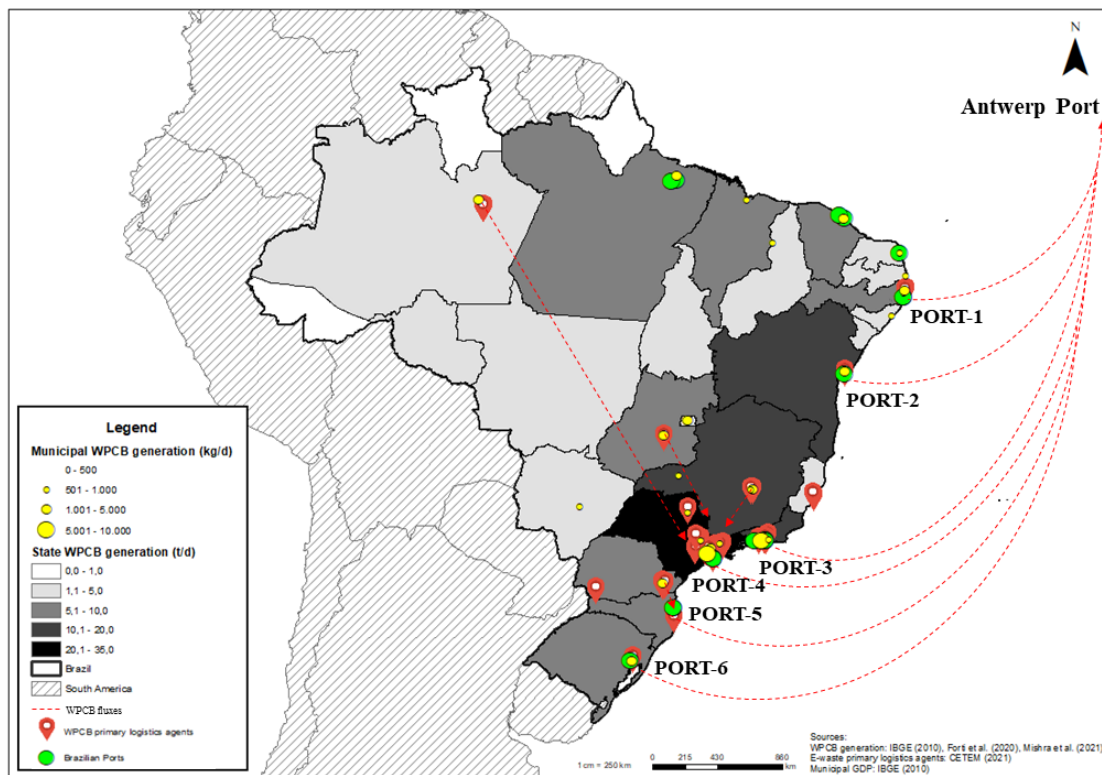 N
Antwerp Port
PORT-1
PORT-2
PORT-3
PORT-4
PORT-5
PORT-6
Legend
Municipal WPCB generation (kg/d)
0 - 500
501 - 1.000
1.001 - 5.000
5.001 - 10.000
State WPCB generation (t/d)
0,0 - 1,0
1,1 - 5,0
5,1 - 10,0
10,1 - 20,0
20,1 - 35,0
Brazil
South America
WPCB fluxes
WPCB primary logistics agents
Brazilian Ports
1 cm = 250 km
0 215 430 860
km
Sources:
WPCB generation: IBGE (2010), Forti et al. (2020), Mishra et al. (2021)
E-waste primary logistics agents: CETEM (2021)
Municipal GDP: IBGE (2010)